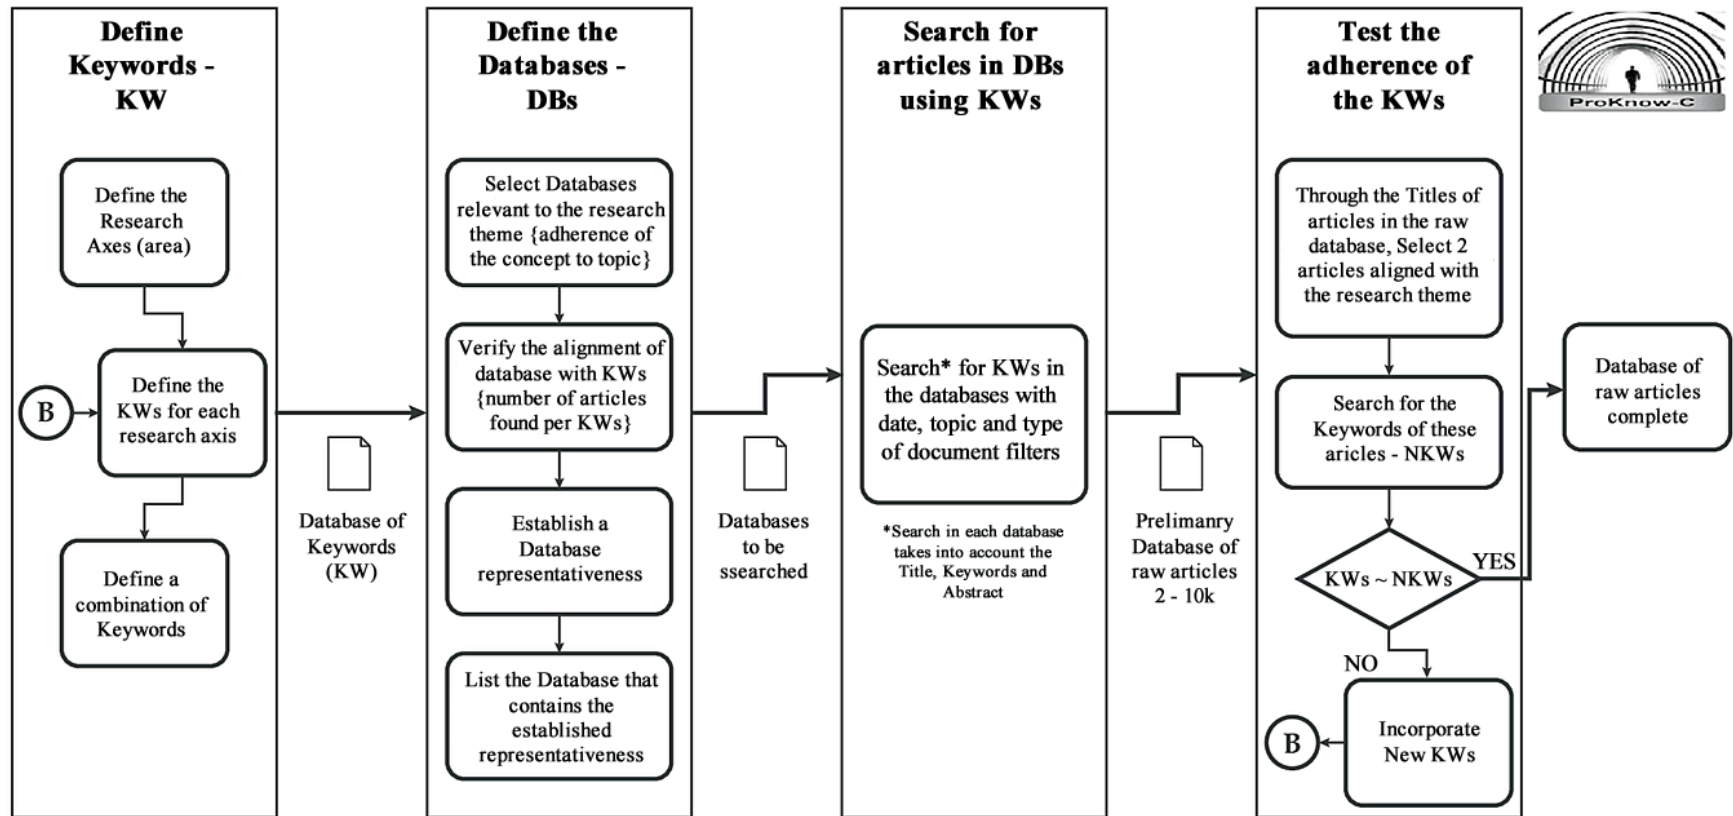 Define
Keywords -
KW
Define the
Research
Axes (area)
B
Define the
KWs for each
research axis
Define a
combination of
Keywords
Database of
Keywords
(KW)
Define the
Databases -
DBs
Select Databases
relevant to the research
theme {adherence of
the concept to topic}
Verify the alignment of
database with KWs
{number of articles
found per KWs}
Establish a
Database
representativeness
List the Database that
contains the
established
representativeness
Databases
to be
ssearched
Search for
articles in DBs
using KWs
Search* for KWs in
the databases with
date, topic and type
of document filters
*Search in each database
takes into account the
Title, Keywords and
Abstract
Prelimanry
Database of
raw articles
2 - 10k
Test the
adherence of
the KWs
Through the Titles of
articles in the raw
database, Select 2
articles aligned with
the research theme
Search for the
Keywords of these
aricles - NKWs
KWs ~ NKWs
YES
NO
Incorporate
New KWs
B
ProKnow-C
Database of
raw articles
complete